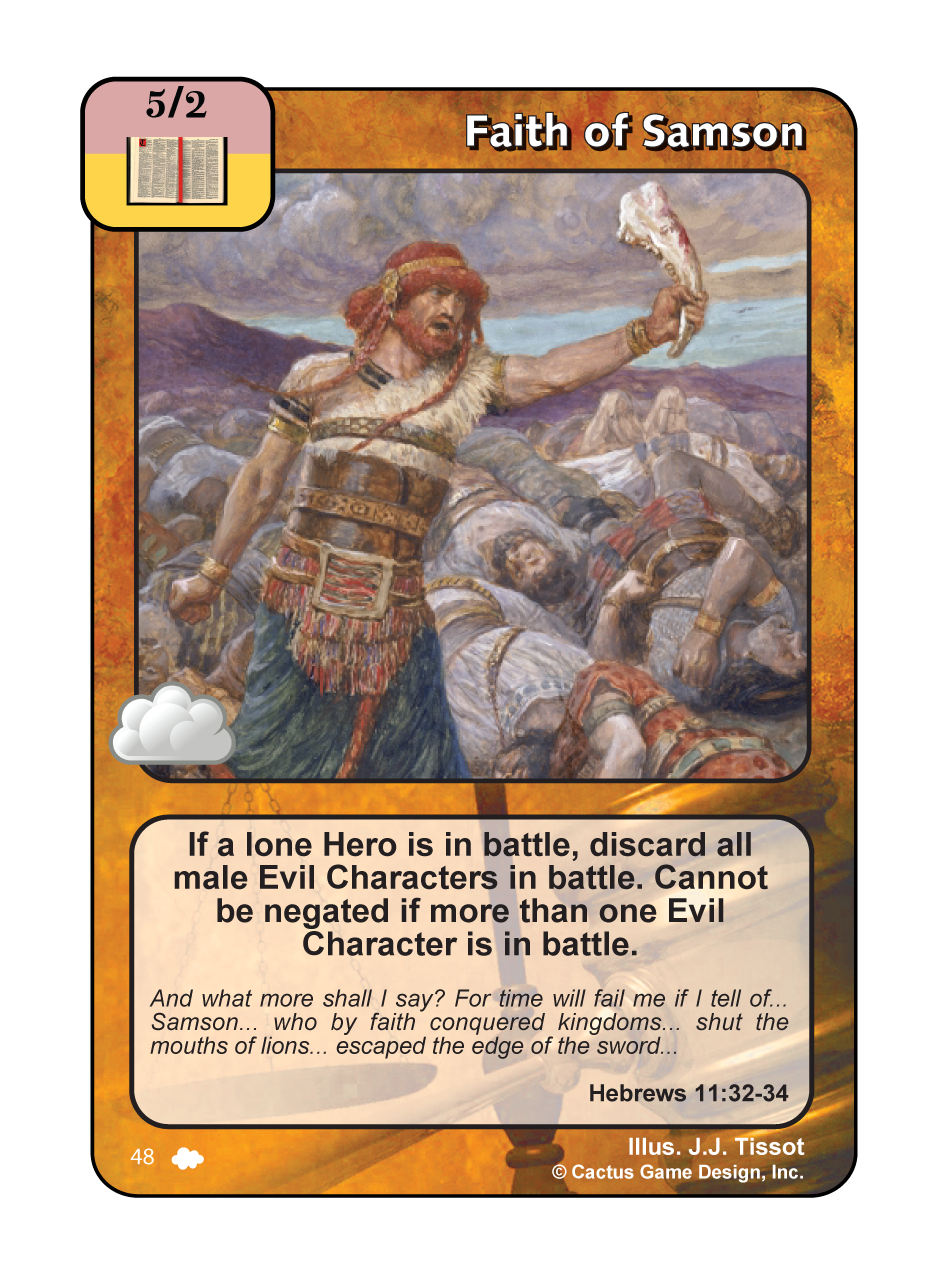 5/2
Faith of Samson
If a lone Hero is in battle, discard all
male Evil Characters in battle. Cannot
be negated if more than one Evil
Character is in battle.
And what more shall I say? For time will fail me if I tell of...
Samson... who by faith conquered kingdoms... shut the
mouths of lions... escaped the edge of the sword...
Hebrews 11:32-34
48
Illus. J.J. Tissot
© Cactus Game Design, Inc.